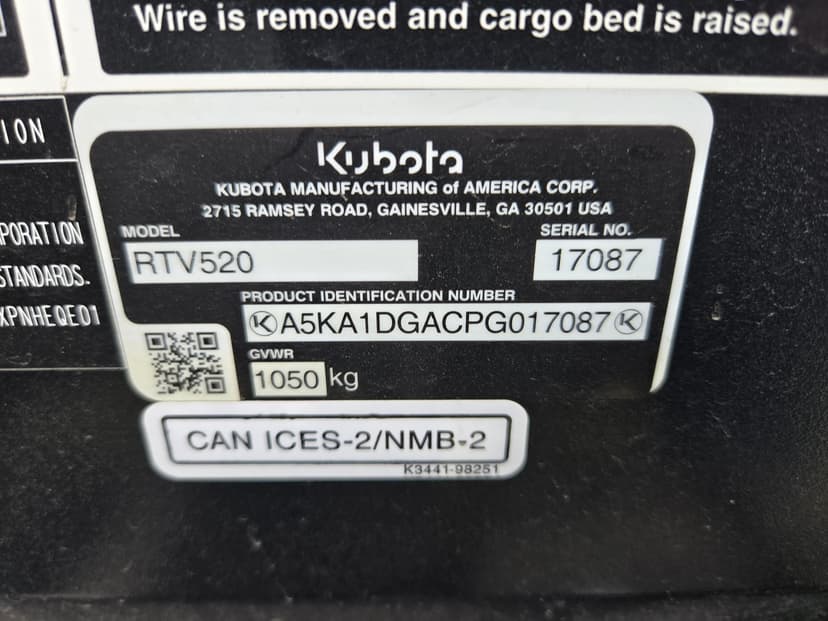 Wire is removed and cargo bed is raised.
ION
PORATION
STANDARDS.
XPNHEQE01
Kubota
KUBOTA MANUFACTURING of AMERICA CORP.
2715 RAMSEY ROAD, GAINESVILLE, GA 30501 USA
MODEL SERIAL NO.
RTV520 17087
PRODUCT IDENTIFICATION NUMBER
A5KA1DGACPG017087
GVWR
1050 kg
CAN ICES-2/NMB-2
K3441-98251